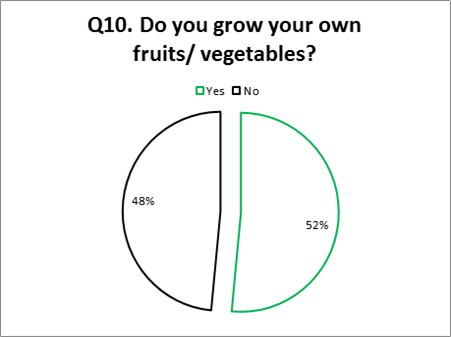 Q10. Do you grow your own
fruits/ vegetables?
Yes No
48%
52%